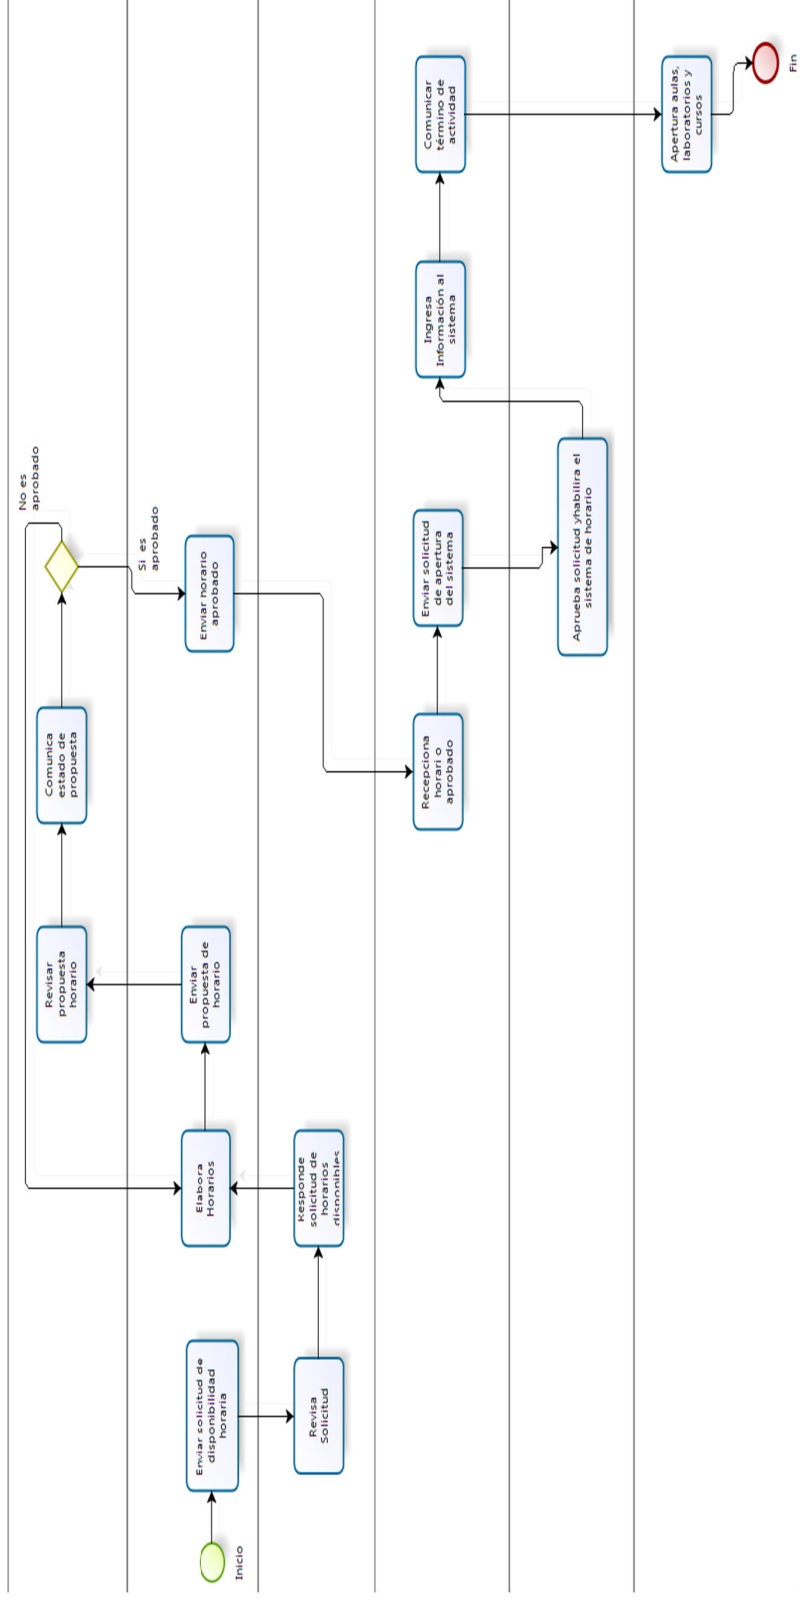 Inicio
Enviar solicitud de
disponibilidad
horaria
Revisa
Solicitud
Responde
solicitud de
horarios
disponibles
Elabora
Horarios
Enviar
propuesta de
horario
Revisar
propuesta
horario
Comunica
estado de
propuesta
No es
aprobado
Si es
aprobado
Enviar horario
aprobado
Recepciona
horari o
aprobado
Enviar solicitud
de apertura
del sistema
Aprueba solicitud yhabilira el
sistema de horario
Ingresa
Información al
sistema
Comunicar
término de
actividad
Apertura aulas,
laboratorios y
cursos
Fin